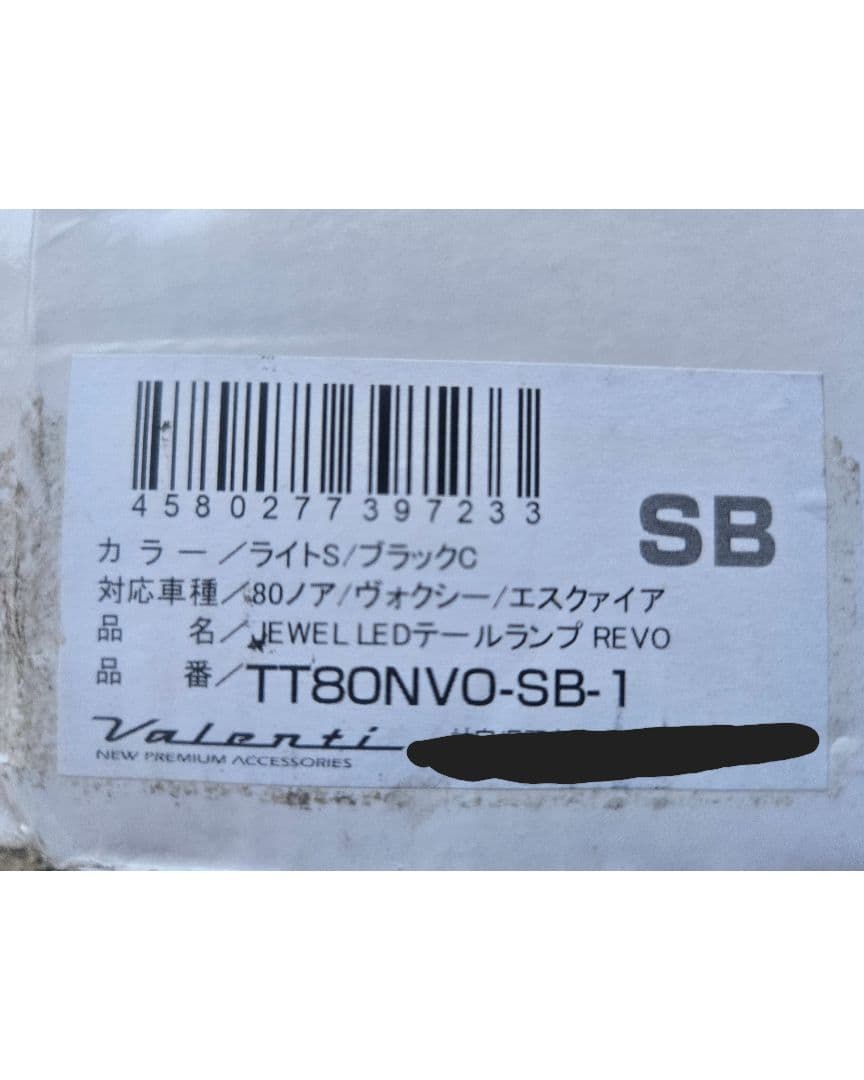 4580277397233
SB
カラー／ライトS/ブラックC
対応車種／80ノア/ヴォクシー/エスクァイア
品　　名／JEWEL LEDテールランプ REVO
品　　番／TT80NVO-SB-1
Valenti
NEW PREMIUM ACCESSORIES